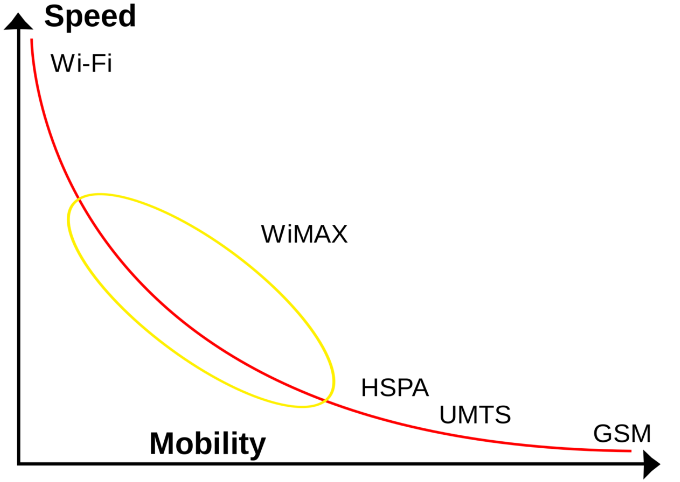 Speed
Wi-Fi
WiMAX
HSPA
UMTS
GSM
Mobility